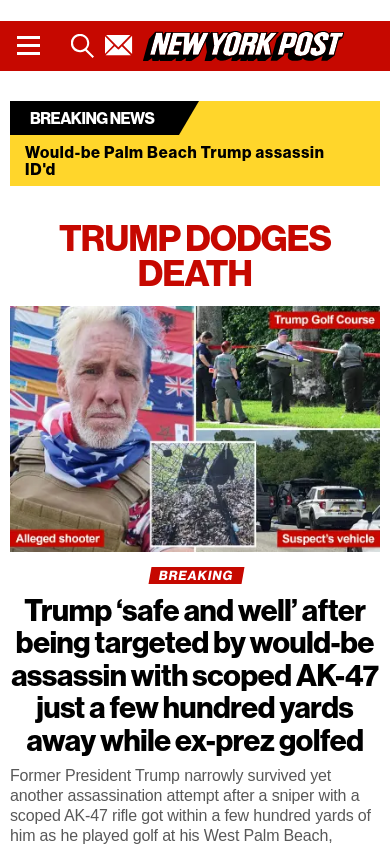 NEW YORK POST
BREAKING NEWS
Would-be Palm Beach Trump assassin
ID'd
TRUMP DODGES
DEATH
Trump Golf Course
Alleged shooter
Suspect's vehicle
BREAKING
Trump ‘safe and well’ after
being targeted by would-be
assassin with scoped AK-47
just a few hundred yards
away while ex-prez golfed
Former President Trump narrowly survived yet
another assassination attempt after a sniper with a
scoped AK-47 rifle got within a few hundred yards of
him as he played golf at his West Palm Beach,